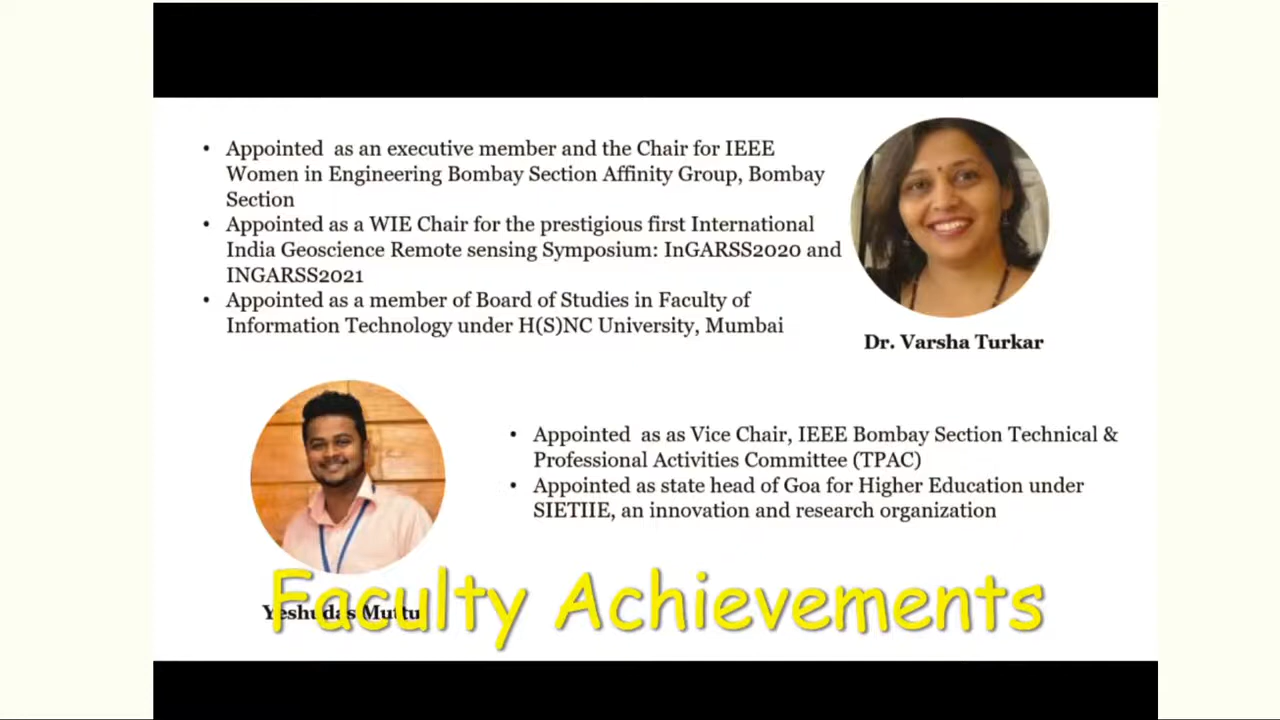 • Appointed  as an executive member and the Chair for IEEE
Women in Engineering Bombay Section Affinity Group, Bombay
Section
• Appointed as a WIE Chair for the prestigious first International
India Geoscience Remote sensing Symposium: InGARSS2020 and
INGARSS2021
• Appointed as a member of Board of Studies in Faculty of
Information Technology under H(S)NC University, Mumbai
Dr. Varsha Turkar
• Appointed  as as Vice Chair, IEEE Bombay Section Technical &
Professional Activities Committee (TPAC)
• Appointed as state head of Goa for Higher Education under
SIETIIE, an innovation and research organization
Yeshudas Muttu
Faculty Achievements